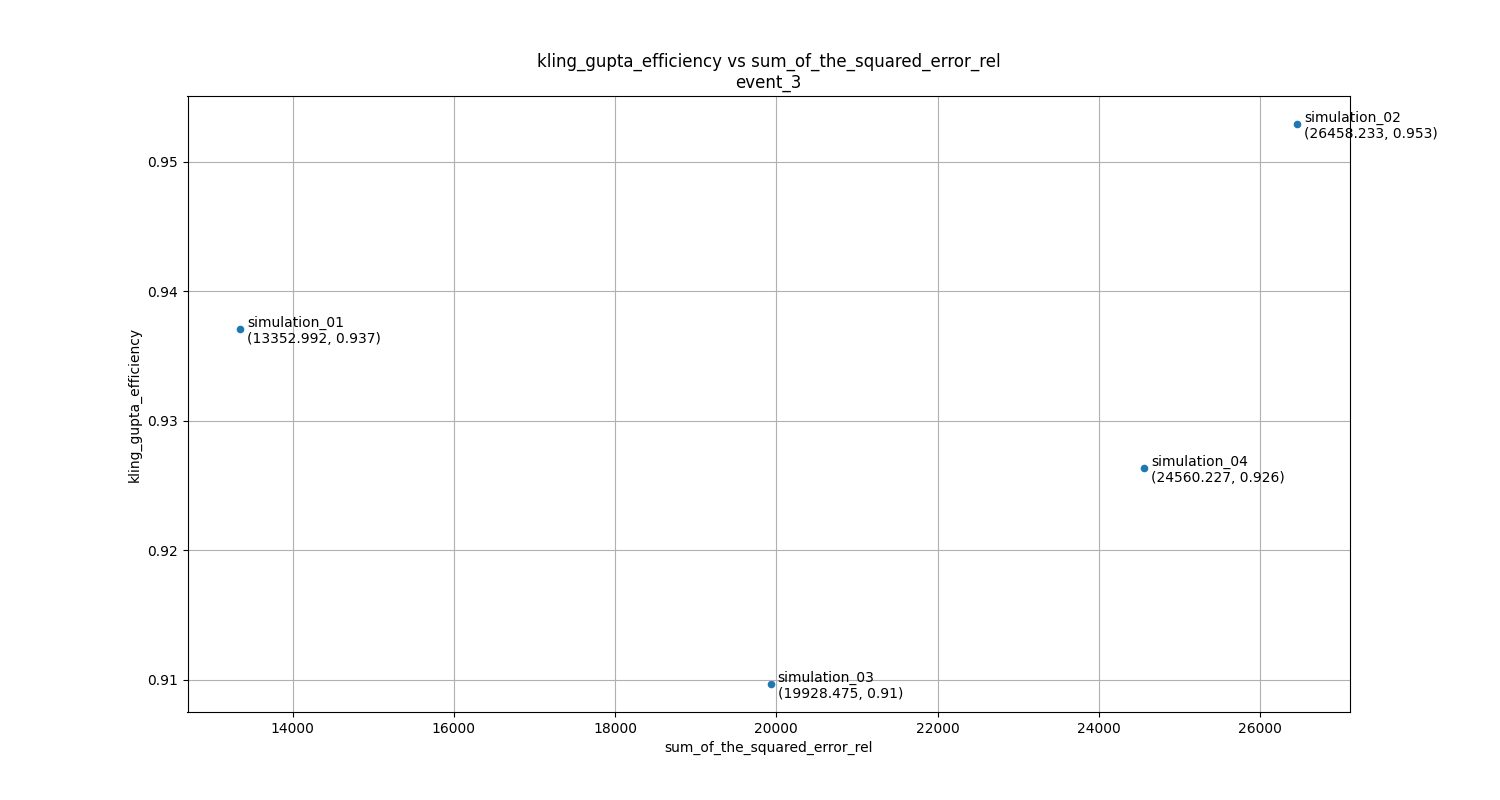 kling_gupta_efficiency vs sum_of_the_squared_error_rel
event_3
simulation_02
(26458.233, 0.953)
0.95
0.94
simulation_01
(13352.992, 0.937)
0.93
kling_gupta_efficiency
simulation_04
(24560.227, 0.926)
0.92
simulation_03
(19928.475, 0.91)
0.91
14000
16000
18000
20000
22000
24000
26000
sum_of_the_squared_error_rel